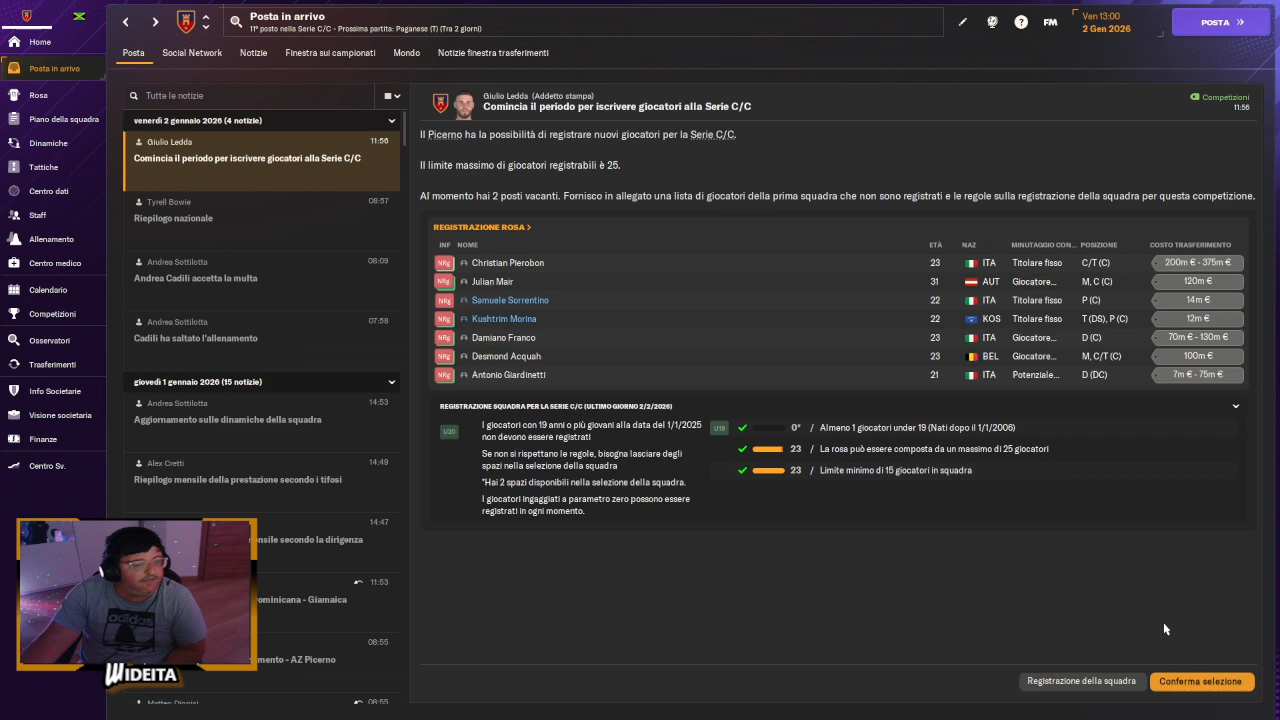 Posta in arrivo
11° posto nella Serie C/C - Prossima partita: Paganese (T) (Tra 2 giorni)
FM
Ven 13:00
2 Gen 2026
POSTA
Posta
Social Network
Notizie
Finestra sui campionati
Mondo
Notizie finestra trasferimenti
Home
Posta in arrivo
Rosa
Piano della squadra
Dinamiche
Tattiche
Centro dati
Staff
Allenamento
Centro medico
Calendario
Competizioni
Osservatori
Trasferimenti
Info Societarie
Visione societaria
Finanze
Centro Sv.
Tutte le notizie
venerdì 2 gennaio 2026 (4 notizie)
Giulio Ledda 11:56
Comincia il periodo per iscrivere giocatori alla Serie C/C
Tyrell Bowie 08:57
Riepilogo nazionale
Andrea Sottilotta 08:09
Andrea Cadili accetta la multa
Andrea Sottilotta 07:58
Cadili ha saltato l'allenamento
giovedì 1 gennaio 2026 (15 notizie)
Andrea Sottilotta 14:53
Aggiornamento sulle dinamiche della squadra
Alex Cretti 14:49
Riepilogo mensile della prestazione secondo i tifosi
14:47
ensile secondo la dirigenza
11:53
ominicana - Giamaica
08:55
mento - AZ Picerno
Matteo Dionisi 08:55
adidas
WIDEITA
Giulio Ledda (Addetto stampa)
Comincia il periodo per iscrivere giocatori alla Serie C/C
Competizioni
11:56
Il Picerno ha la possibilità di registrare nuovi giocatori per la Serie C/C.
Il limite massimo di giocatori registrabili è 25.
Al momento hai 2 posti vacanti. Fornisco in allegato una lista di giocatori della prima squadra che non sono registrati e le regole sulla registrazione della squadra per questa competizione.
REGISTRAZIONE ROSA >
INF NOME ETÀ NAZ MINUTAGGIO CON... POSIZIONE COSTO TRASFERIMENTO
NRg Christian Pierobon 23 ITA Titolare fisso C/T (C) 200m € - 375m €
NRg Julian Mair 31 AUT Giocatore... M, C (C) 120m €
NRg Samuele Sorrentino 22 ITA Titolare fisso P (C) 14m €
NRg Kushtrim Morina 22 KOS Titolare fisso T (DS), P (C) 12m €
NRg Damiano Franco 23 ITA Giocatore... D (C) 70m € - 130m €
NRg Desmond Acquah 23 BEL Giocatore... M, C/T (C) 100m €
NRg Antonio Giardinetti 21 ITA Potenziale... D (DC) 7m € - 75m €
REGISTRAZIONE SQUADRA PER LA SERIE C/C (ULTIMO GIORNO 2/2/2026)
U20
I giocatori con 19 anni o più giovani alla data del 1/1/2025
non devono essere registrati
Se non si rispettano le regole, bisogna lasciare degli
spazi nella selezione della squadra
*Hai 2 spazi disponibili nella selezione della squadra.
I giocatori ingaggiati a parametro zero possono essere
registrati in ogni momento.
U19 0* / Almeno 1 giocatori under 19 (Nati dopo il 1/1/2006)
23 / La rosa può essere composta da un massimo di 25 giocatori
23 / Limite minimo di 15 giocatori in squadra
Registrazione della squadra
Conferma selezione